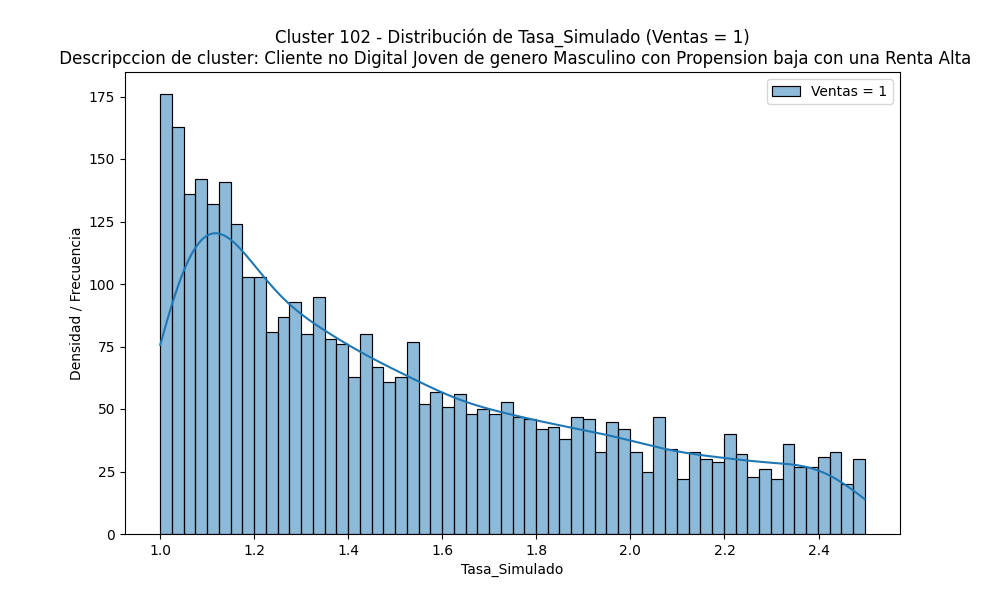 Cluster 102 - Distribución de Tasa_Simulado (Ventas = 1)
Descripccion de cluster: Cliente no Digital Joven de genero Masculino con Propension baja con una Renta Alta
Ventas = 1
Densidad / Frecuencia
175
150
125
100
75
50
25
0
1.0 1.2 1.4 1.6 1.8 2.0 2.2 2.4
Tasa_Simulado